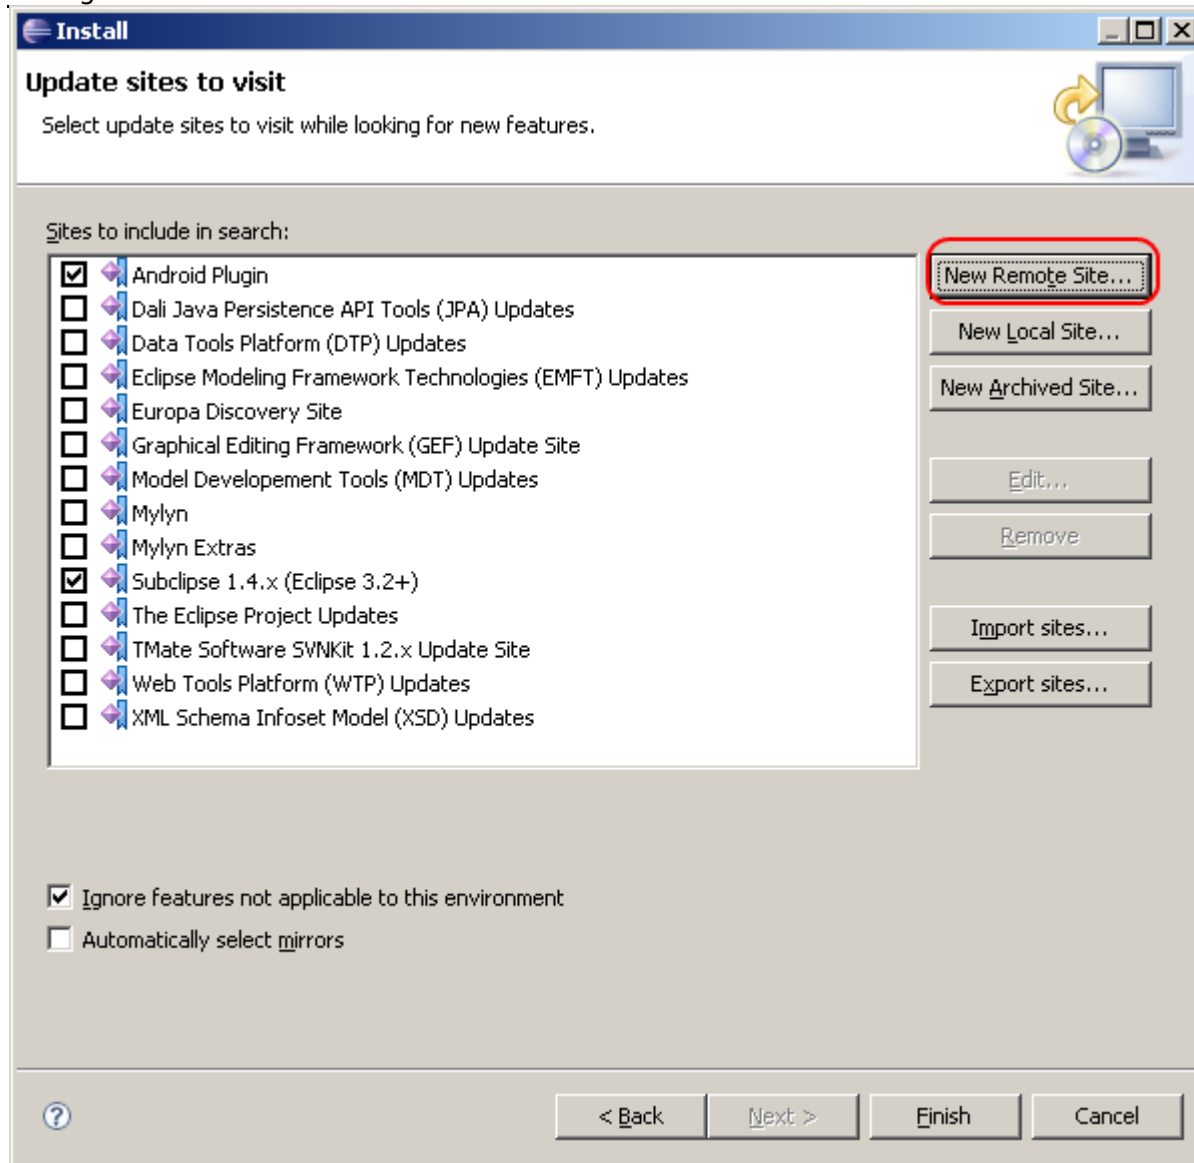 Install
Update sites to visit
Select update sites to visit while looking for new features.
Sites to include in search:
Android Plugin
Dali Java Persistence API Tools (JPA) Updates
Data Tools Platform (DTP) Updates
Eclipse Modeling Framework Technologies (EMFT) Updates
Europa Discovery Site
Graphical Editing Framework (GEF) Update Site
Model Developement Tools (MDT) Updates
Mylyn
Mylyn Extras
Subclipse 1.4.x (Eclipse 3.2+)
The Eclipse Project Updates
TMate Software SVNKit 1.2.x Update Site
Web Tools Platform (WTP) Updates
XML Schema Infoset Model (XSD) Updates
New Remote Site...
New Local Site...
New Archived Site...
Edit...
Remove
Import sites...
Export sites...
Ignore features not applicable to this environment
Automatically select mirrors
?
< Back
Next >
Finish
Cancel